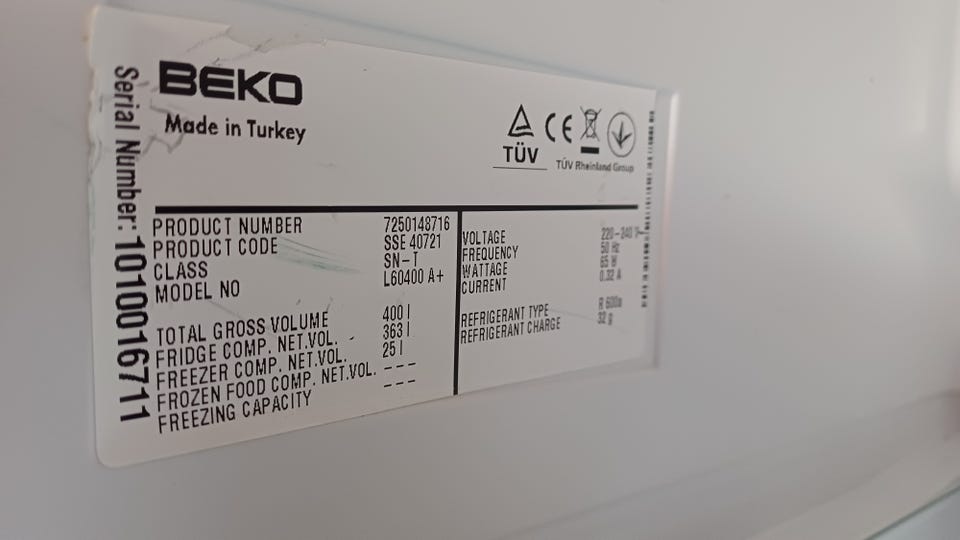 BEKO
Made in Turkey
TÜV
CE
TÜV Rheinland Group
Serial Number: 1010016711
PRODUCT NUMBER 7250148716
PRODUCT CODE SSE 40721
CLASS SN-T
MODEL NO L60400 A+
TOTAL GROSS VOLUME 400 l
FRIDGE COMP. NET.VOL. 363 l
FREEZER COMP. NET.VOL. 25 l
FROZEN FOOD COMP. NET.VOL. ---
FREEZING CAPACITY ---
VOLTAGE 220-240 V
FREQUENCY 50 Hz
WATTAGE 65 W
CURRENT 0.32 A
REFRIGERANT TYPE R 600a
REFRIGERANT CHARGE 32 g